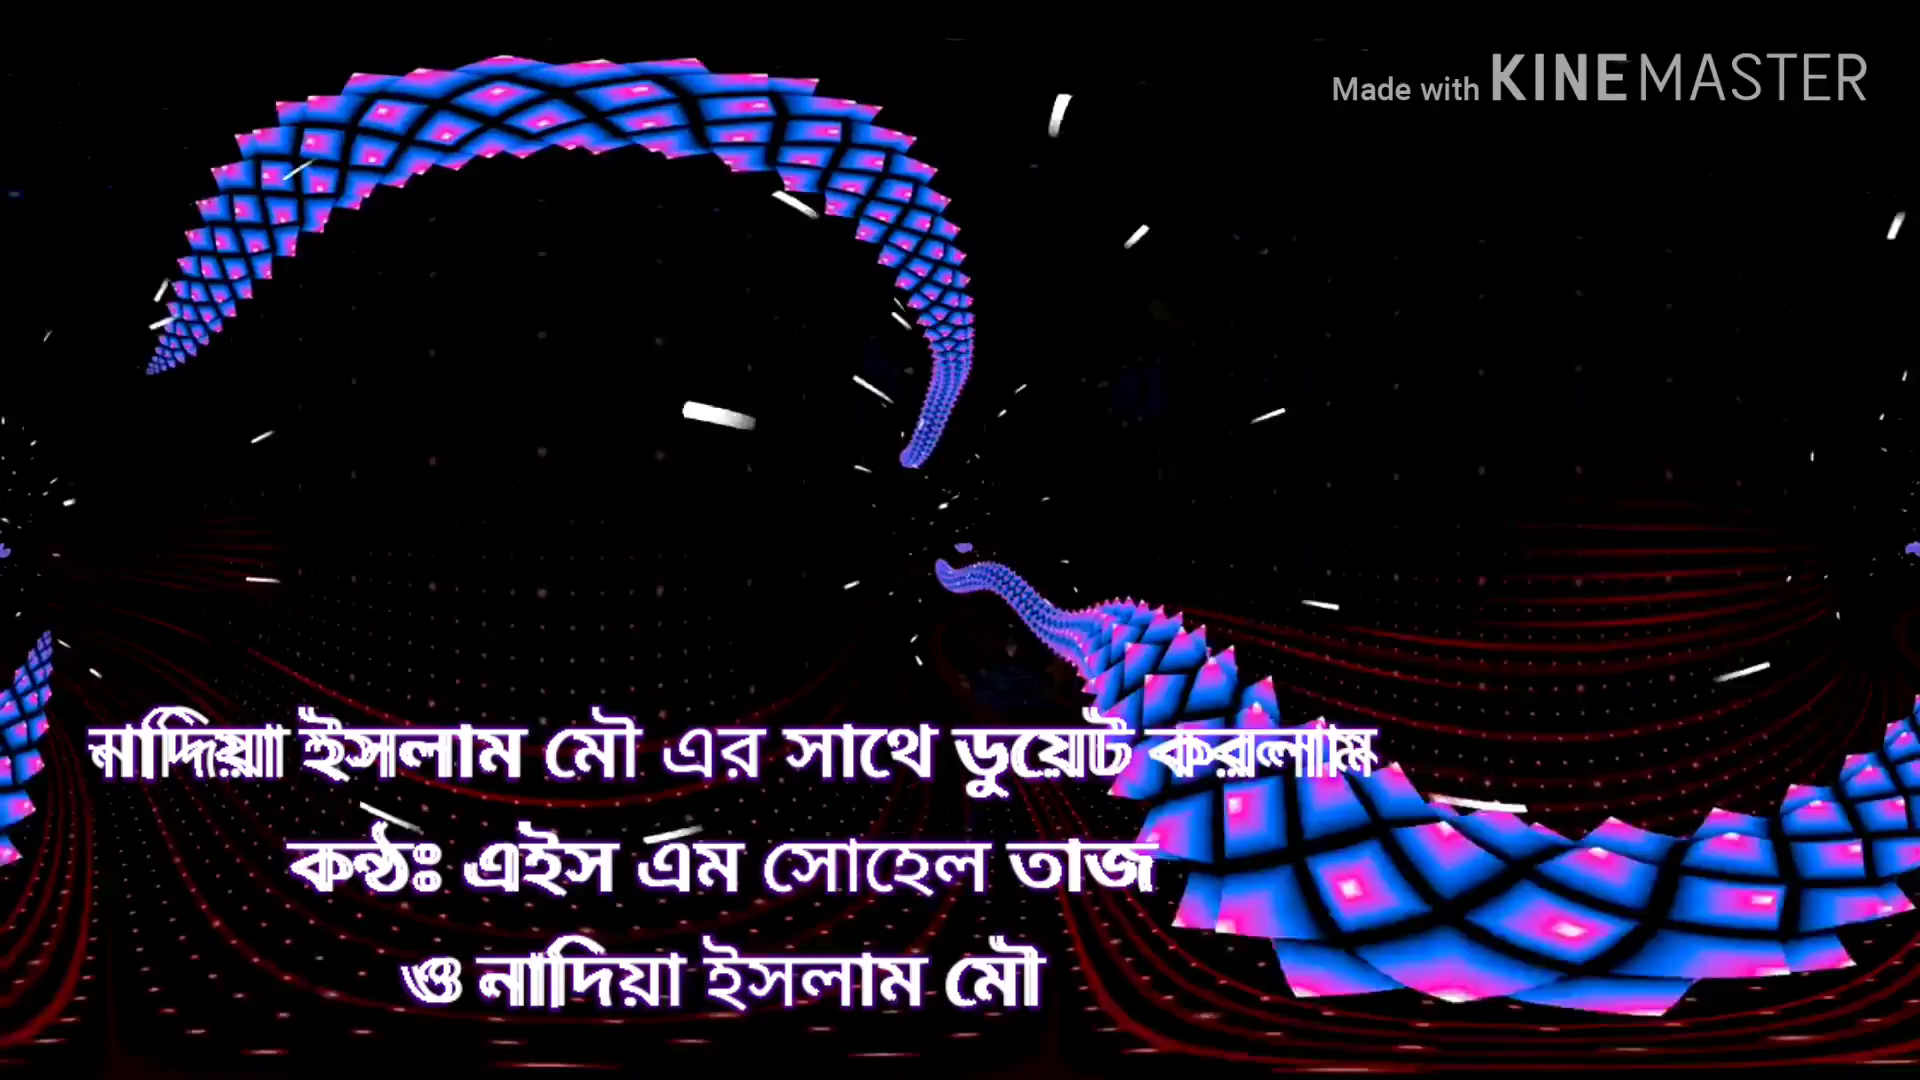 Made with KINEMASTER
নাদিয়া ইসলাম মৌ এর সাথে ডুয়েট করলাম
কন্ঠঃ এইস এম সোহেল তাজ
ও নাদিয়া ইসলাম মৌ